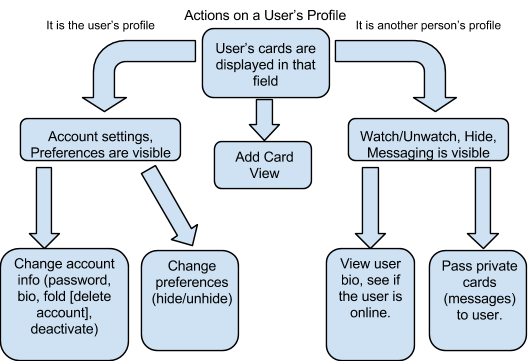 Actions on a User's Profile
It is the user's profile
It is another person's profile
User's cards are
displayed in that
field
Account settings,
Preferences are visible
Add Card
View
Watch/Unwatch, Hide,
Messaging is visible
Change account
info (password,
bio, fold [delete
account],
deactivate)
Change
preferences
(hide/unhide)
View user
bio, see if
the user is
online.
Pass private
cards
(messages)
to user.